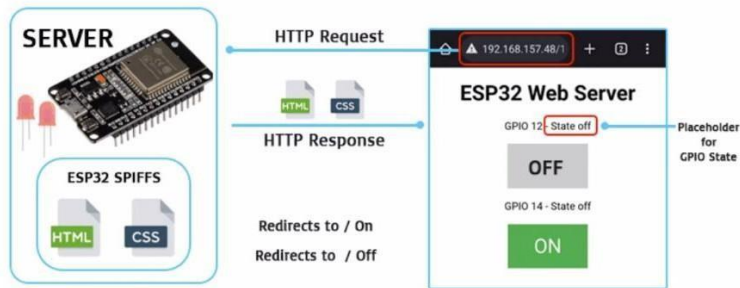 SERVER
HTML
CSS
ESP32 SPIFFS
HTML
CSS
HTTP Request
HTTP Response
Redirects to / On
Redirects to / Off
192.168.157.48/1
+
2
ESP32 Web Server
GPIO 12 - State off
OFF
GPIO 14 - State off
ON
Placeholder
for
GPIO State